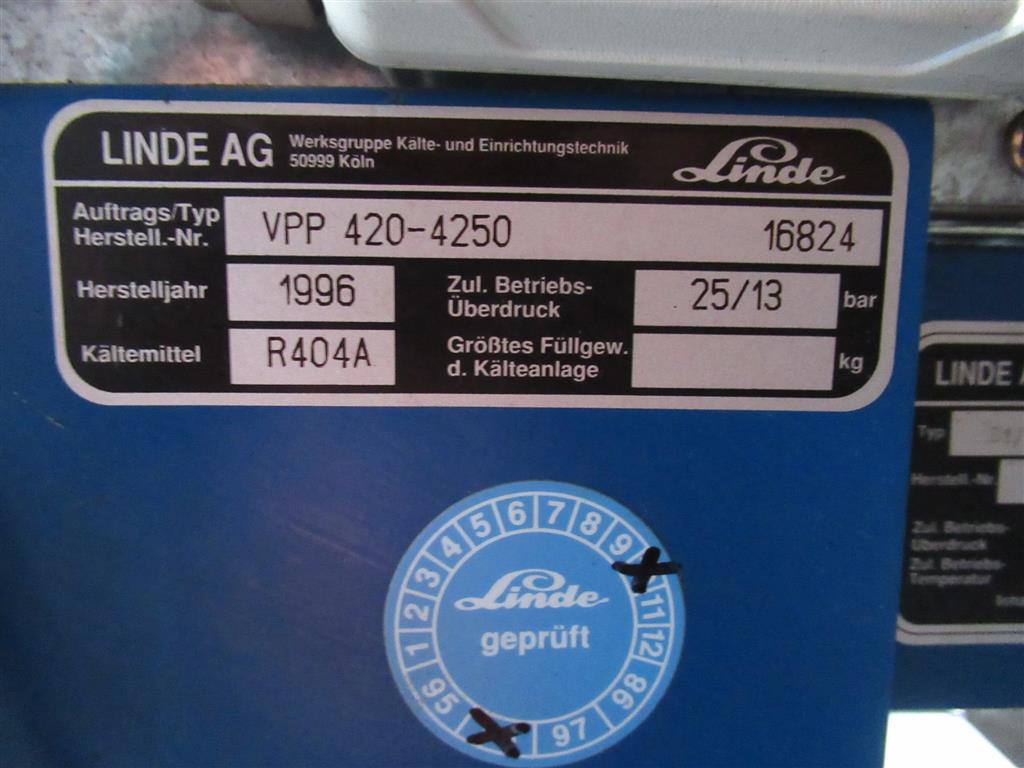 LINDE AG Werksgruppe Kälte- und Einrichtungstechnik
50999 Köln
Linde
Auftrags/Typ
Herstell.-Nr.
VPP 420-4250 16824
Herstelljahr 1996
Zul. Betriebs-
Überdruck
25/13 bar
Kältemittel R404A
Größtes Füllgew.
d. Kälteanlage
kg
1 2 3 4 5 6 7 8 9 11 12
Linde
geprüft
95 97 98
LINDE
Typ
Herstell.-Nr
Zul. Betriebs-
Überdruck
Zul. Betriebs-
Temperatur